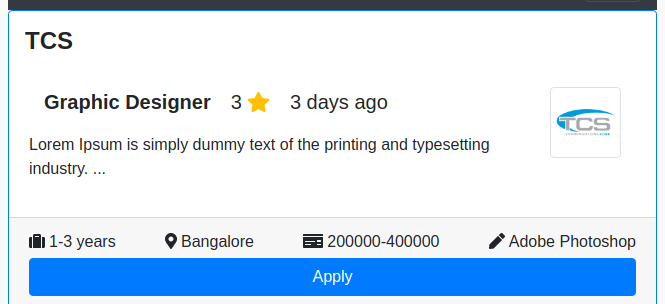 TCS
Graphic Designer 3 3 days ago
TCS
Lorem Ipsum is simply dummy text of the printing and typesetting
industry. ...
1-3 years Bangalore 200000-400000 Adobe Photoshop
Apply